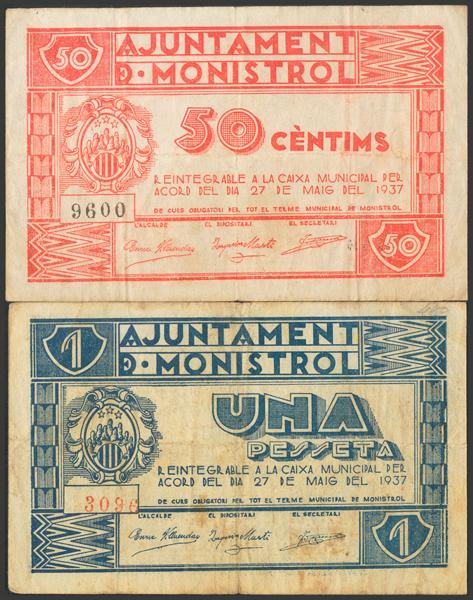 50
AJUNTAMENT
D· MONISTROL
50 CÈNTIMS
REINTEGRABLE A LA CAIXA MUNICIPAL PER
ACORD DEL DIA 27 DE MAIG DEL 1937
9600
DE CURS OBLIGATORI PER TOT EL TERME MUNICIPAL DE MONISTROL
L'ALCALDE EL DIPOSITARI EL SECRETARI
50
1
AJUNTAMENT
D· MONISTROL
UNA
PESSETA
REINTEGRABLE A LA CAIXA MUNICIPAL PER
ACORD DEL DIA 27 DE MAIG DEL 1937
3096
DE CURS OBLIGATORI PER TOT EL TERME MUNICIPAL DE MONISTROL
L'ALCALDE EL DIPOSITARI EL SECRETARI
1